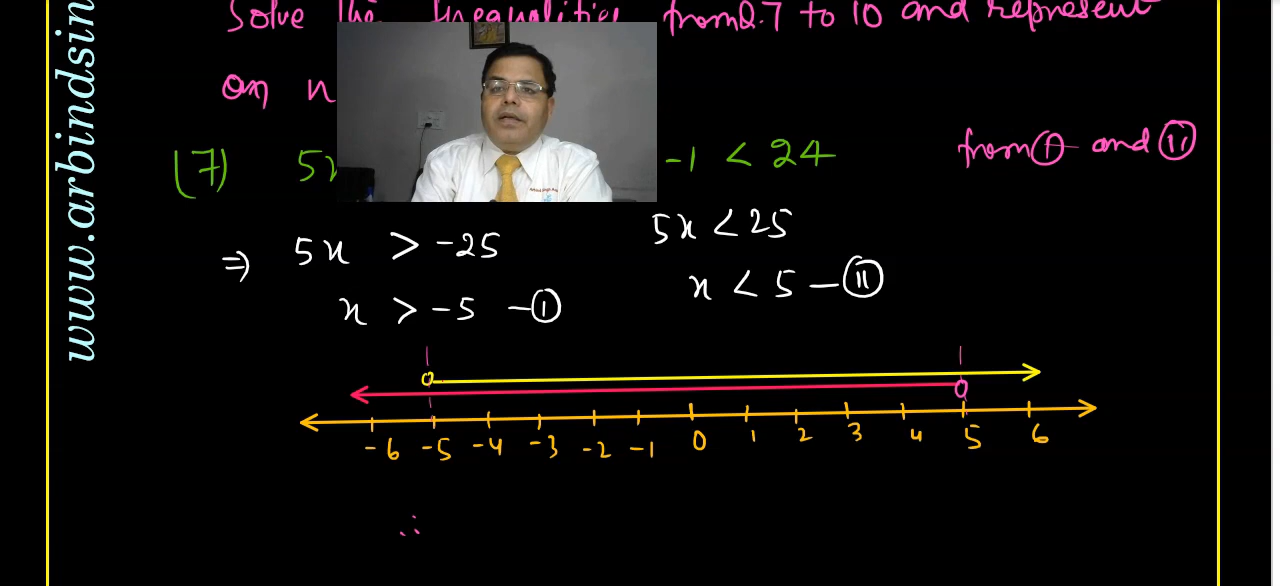 www.arbindsin
Solve the Inequalities from Q.7 to 10 and represent
on n
(7) 5x -1 < 24
from (I) and (II)
⇒ 5x > -25 5x < 25
x > -5 – (I) x < 5 – (II)
-6 -5 -4 -3 -2 -1 0 1 2 3 4 5 6
∴